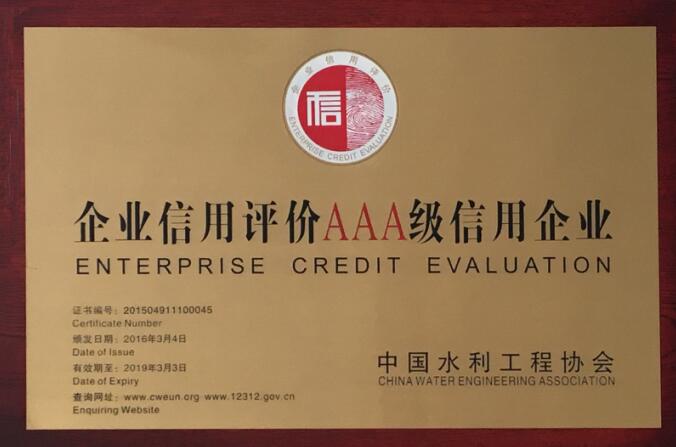 企业信用评价
信
ENTERPRISE CREDIT EVALUATION
企业信用评价AAA级信用企业
ENTERPRISE CREDIT EVALUATION
证书编号：201504911100045
Certificate Number
颁发日期：2016年3月4日
Date of Issue
有效期至：2019年3月3日
Date of Expiry
查询网址：www.cweun.org www.12312.gov.cn
Enquiring Website
中国水利工程协会
CHINA WATER ENGINEERING ASSOCIATION